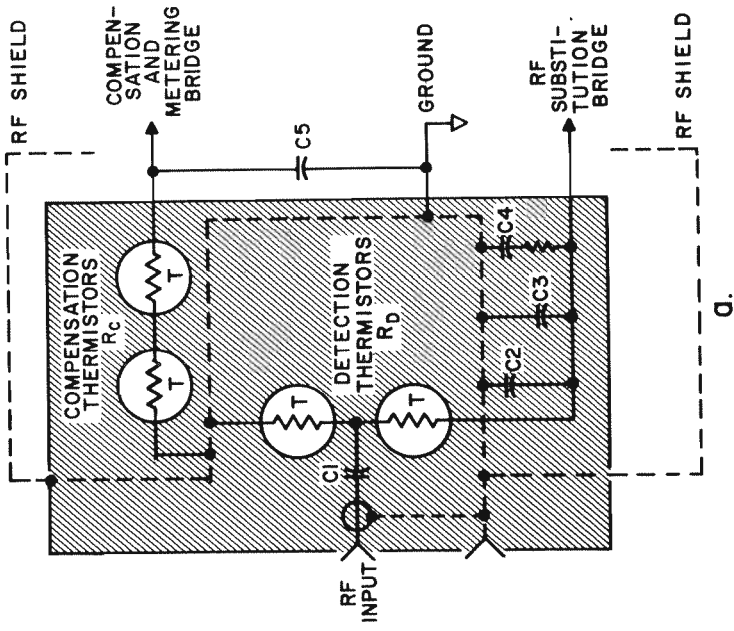 RF SHIELD
COMPEN-
SATION
AND
METERING
BRIDGE
COMPENSATION
THERMISTORS
RC
T
T
C5
GROUND
DETECTION
THERMISTORS
RD
T
T
C1
RF
INPUT
C2
C3
C4
RF
SUBSTI-
TUTION
BRIDGE
RF SHIELD
a.